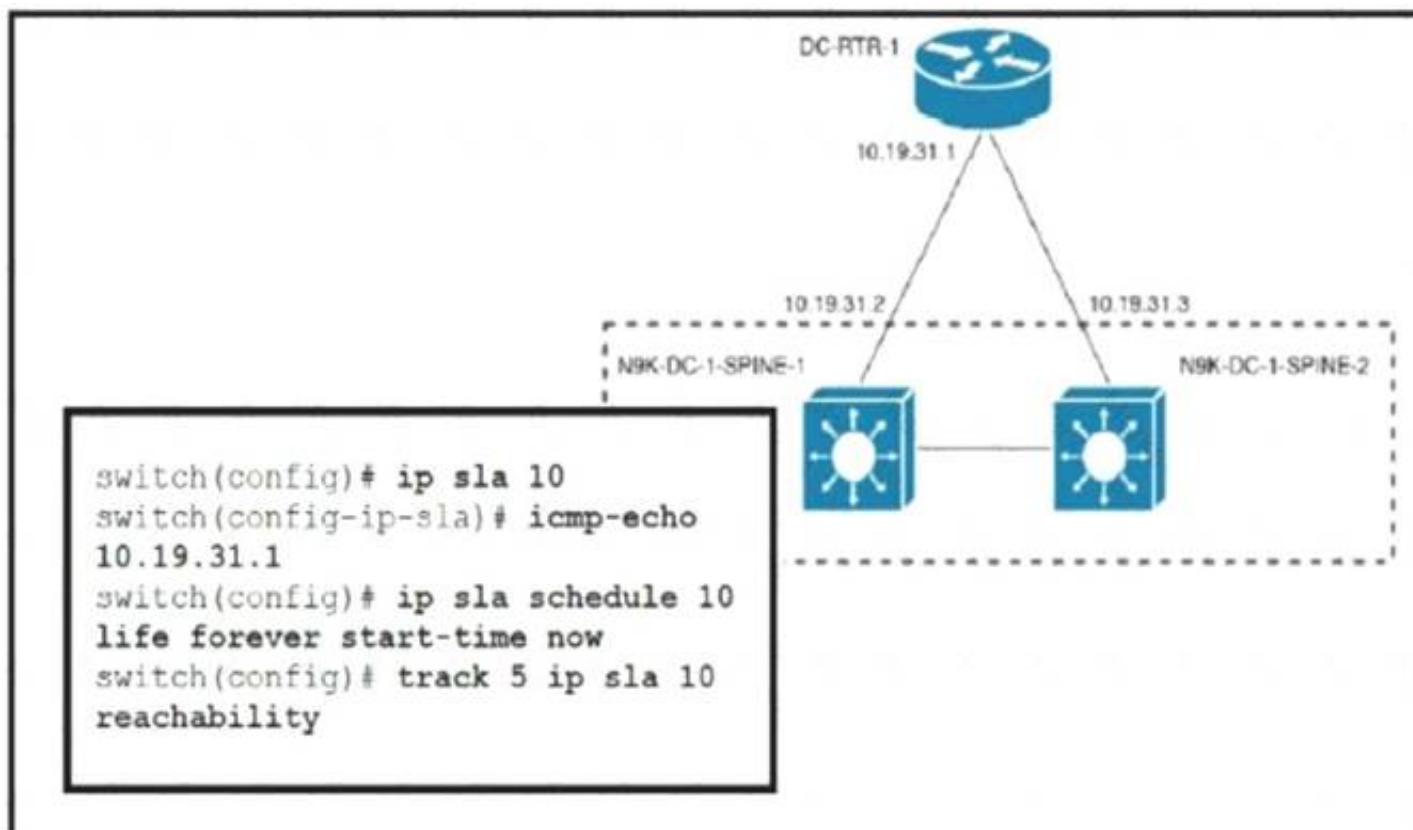 DC-RTR-1
10.19.31.1
10.19.31.2
10.19.31.3
N9K-DC-1-SPINE-1
N9K-DC-1-SPINE-2
switch(config)# ip sla 10
switch(config-ip-sla)# icmp-echo
10.19.31.1
switch(config)# ip sla schedule 10
life forever start-time now
switch(config)# track 5 ip sla 10
reachability